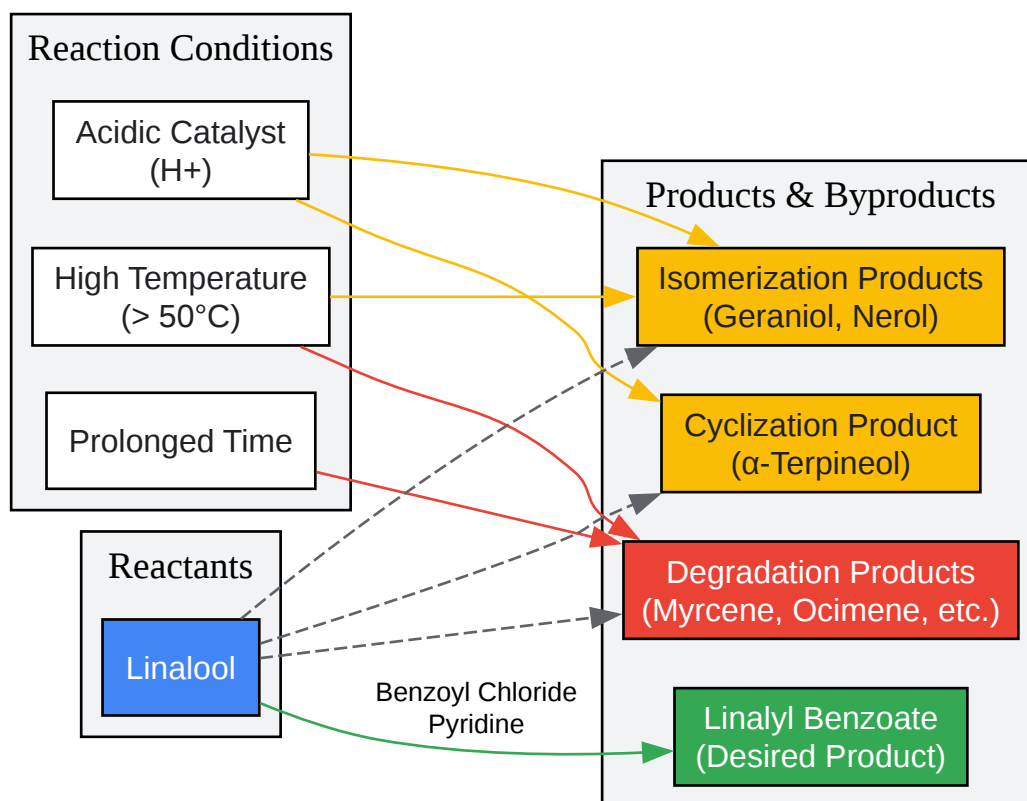 Reaction Conditions
Acidic Catalyst
(H+)
High Temperature
(> 50°C)
Prolonged Time
Reactants
Linalool
Benzoyl Chloride
Pyridine
Products & Byproducts
Isomerization Products
(Geraniol, Nerol)
Cyclization Product
(α-Terpineol)
Degradation Products
(Myrcene, Ocimene, etc.)
Linalyl Benzoate
(Desired Product)